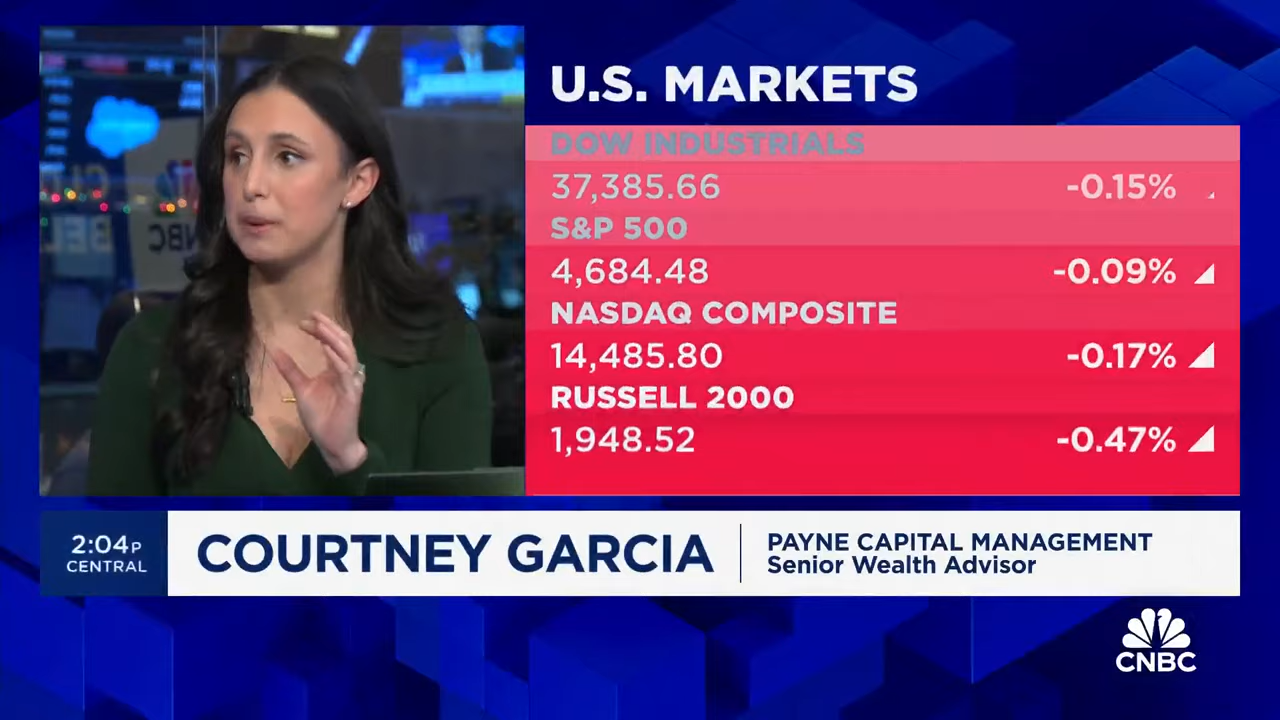 U.S. MARKETS
DOW INDUSTRIALS
37,385.66 -0.15%
S&P 500
4,684.48 -0.09%
NASDAQ COMPOSITE
14,485.80 -0.17%
RUSSELL 2000
1,948.52 -0.47%
2:04P
CENTRAL
COURTNEY GARCIA
PAYNE CAPITAL MANAGEMENT
Senior Wealth Advisor
CNBC